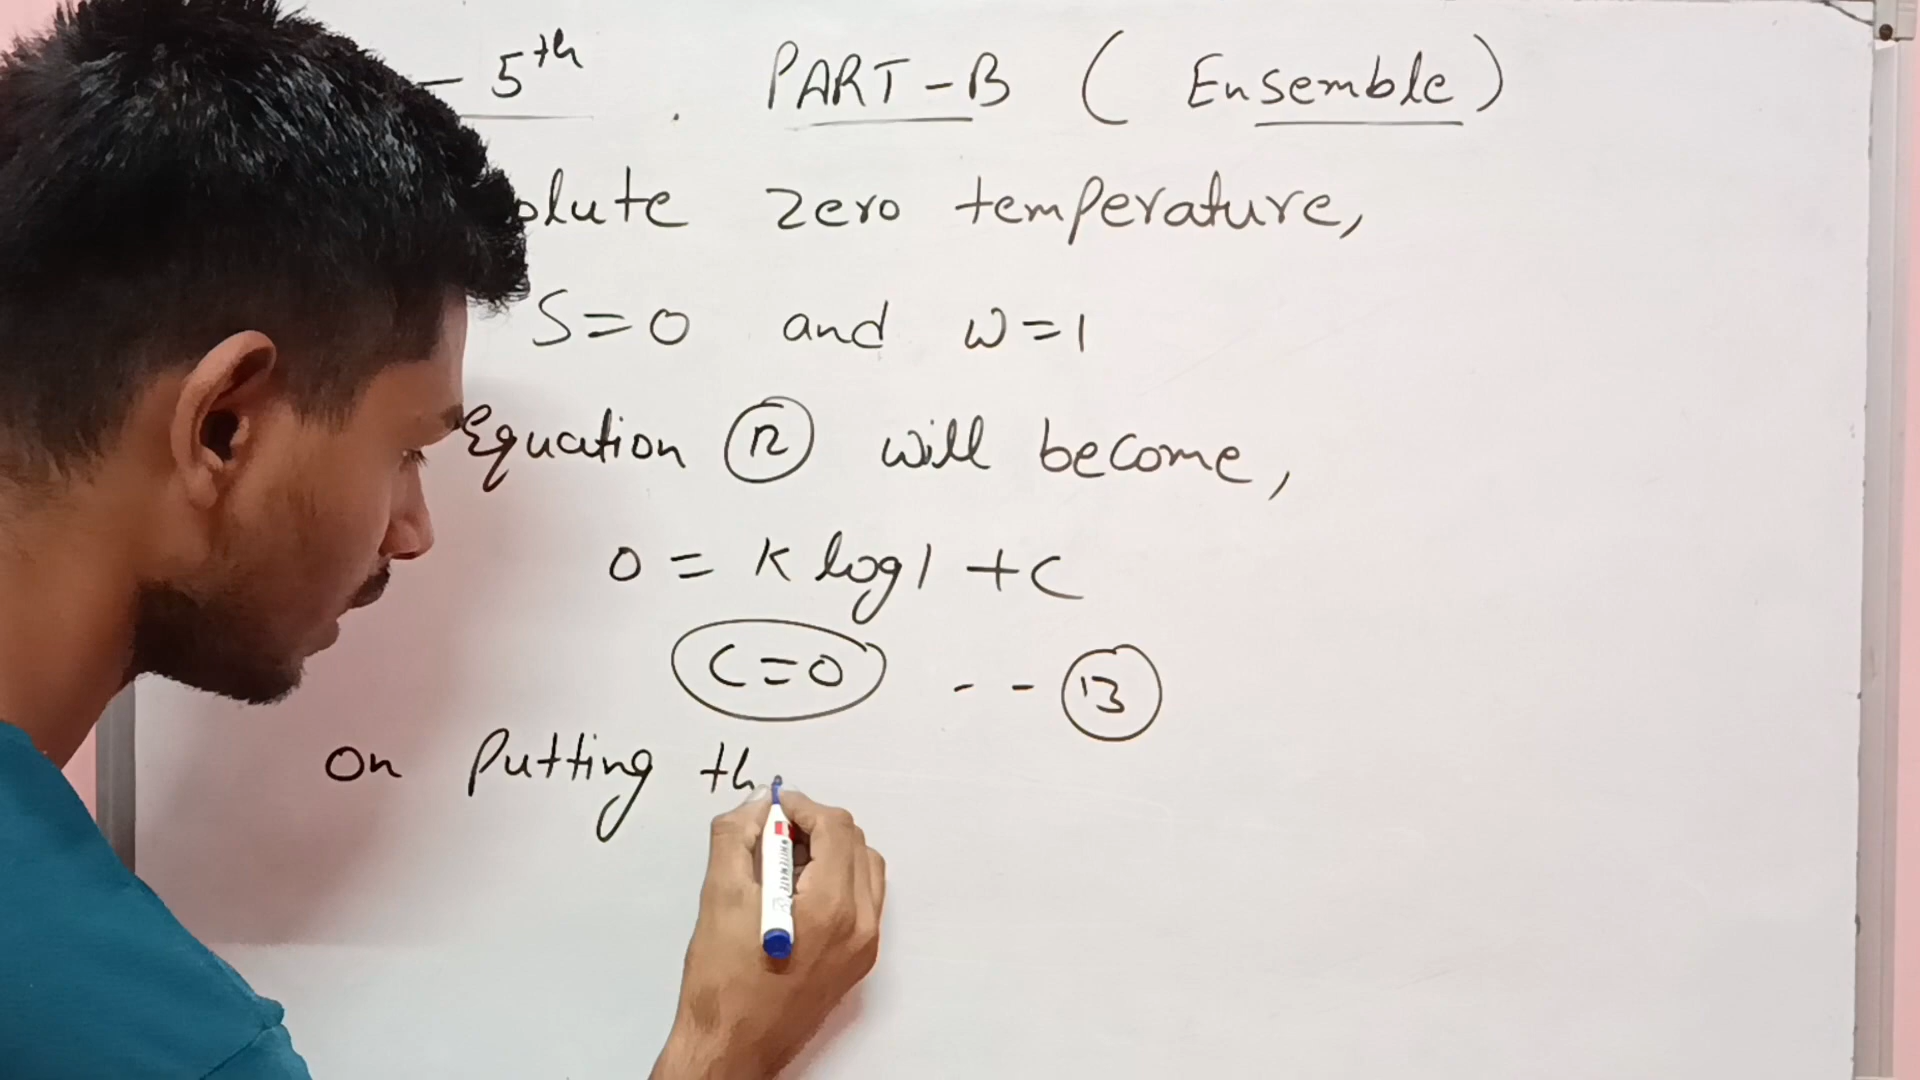 - 5th . PART-B ( Ensemble )
olute zero temperature,
S=0 and w=1
Equation 12 will become,
0 = K log1 + C
C=0 - - 13
On Putting th
WHITEMATE